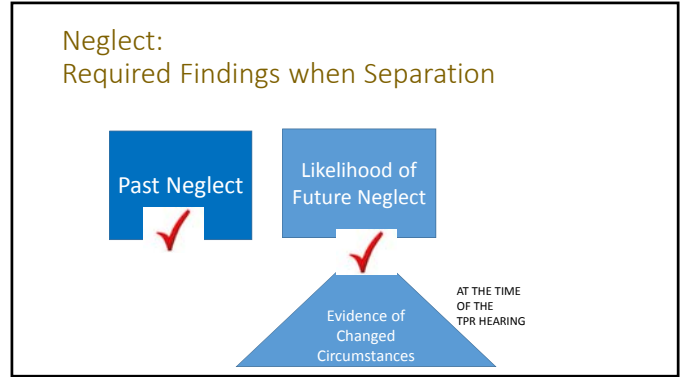 Neglect:
Required Findings when Separation
Past Neglect
Likelihood of
Future Neglect
Evidence of
Changed
Circumstances
AT THE TIME
OF THE
TPR HEARING